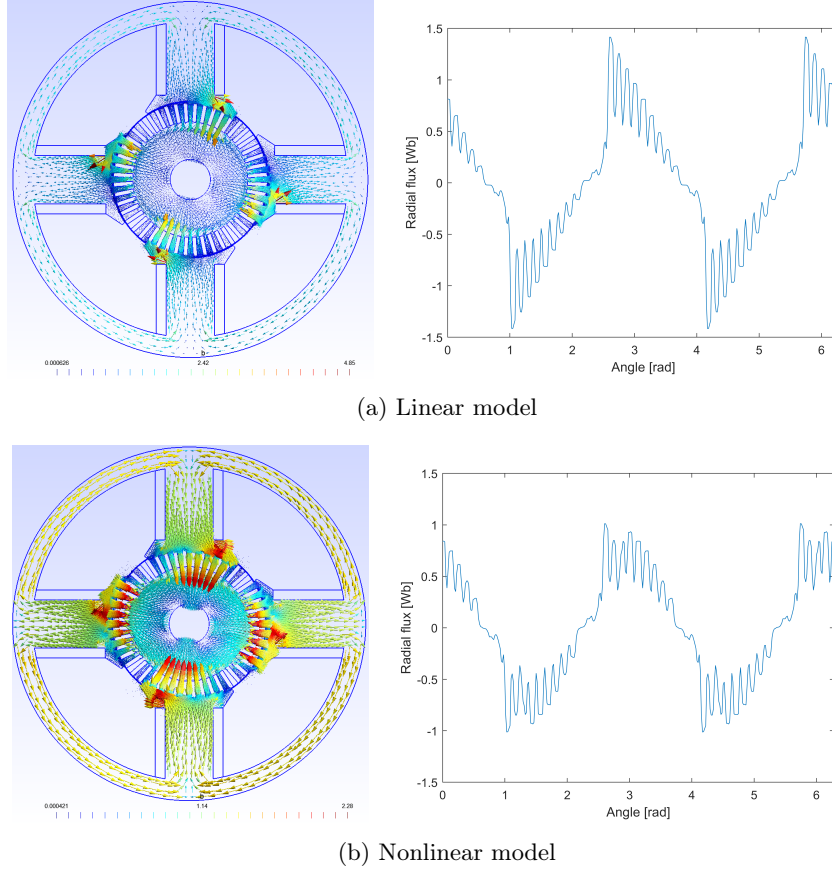 1.5
1
0.5
0
-0.5
-1
-1.5
Radial flux [Wb]
0 1 2 3 4 5 6
Angle [rad]
b
0.000626 2.42 4.85
(a) Linear model
1.5
1
0.5
0
-0.5
-1
-1.5
Radial flux [Wb]
0 1 2 3 4 5 6
Angle [rad]
0.000421 1.14 2.28
(b) Nonlinear model